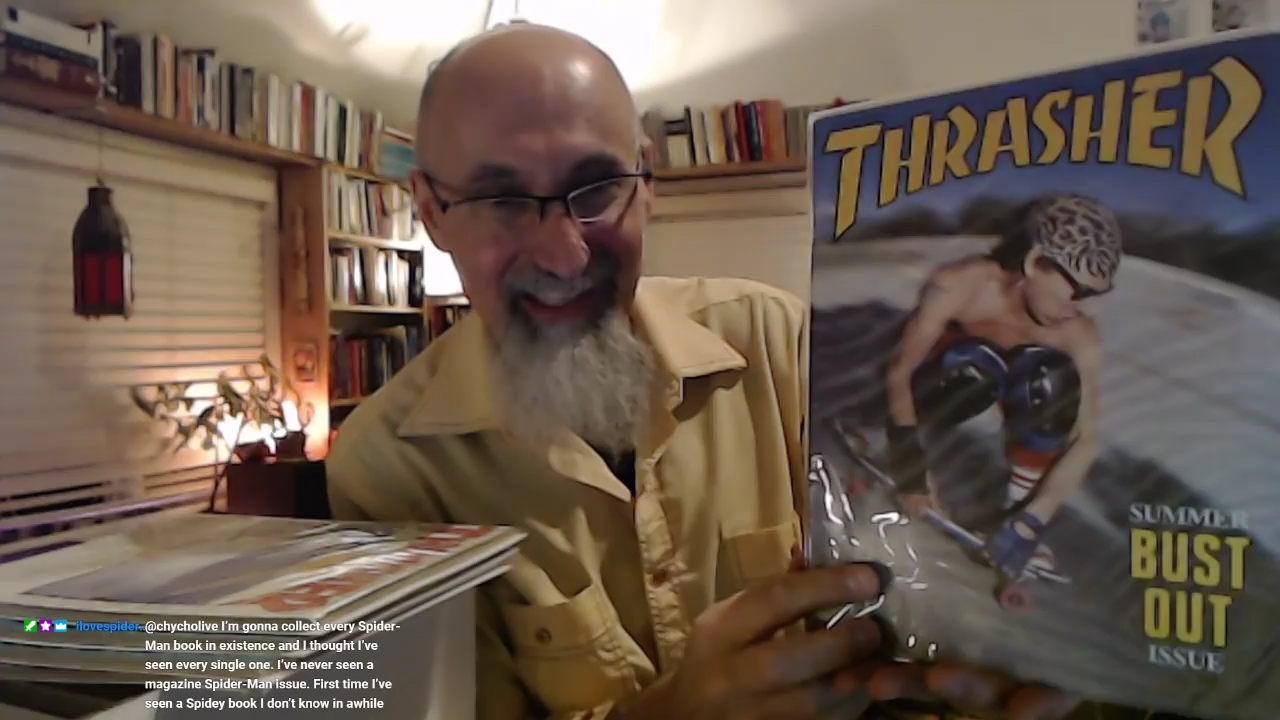 THRASHER
SUMMER
BUST
OUT
ISSUE
ilovespider @chycholive I’m gonna collect every Spider-
Man book in existence and I thought I’ve
seen every single one. I’ve never seen a
magazine Spider-Man issue. First time I’ve
seen a Spidey book I don’t know in awhile